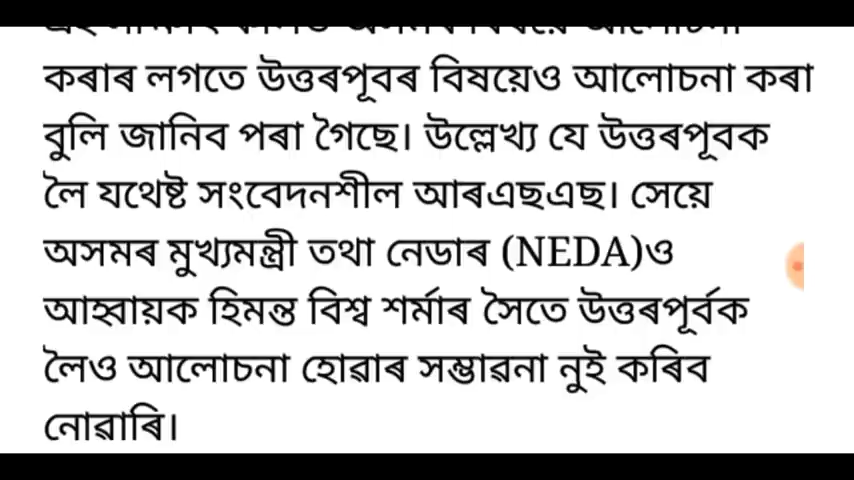 কৰাৰ লগতে উত্তৰপূবৰ বিষয়েও আলোচনা কৰা
বুলি জানিব পৰা গৈছে। উল্লেখ্য যে উত্তৰপূবক
লৈ যথেষ্ট সংবেদনশীল আৰএছএছ। সেয়ে
অসমৰ মুখ্যমন্ত্ৰী তথা নেডাৰ (NEDA)ও
আহ্বায়ক হিমন্ত বিশ্ব শৰ্মাৰ সৈতে উত্তৰপূৰ্বক
লৈও আলোচনা হোৱাৰ সম্ভাৱনা নুই কৰিব
নোৱাৰি।